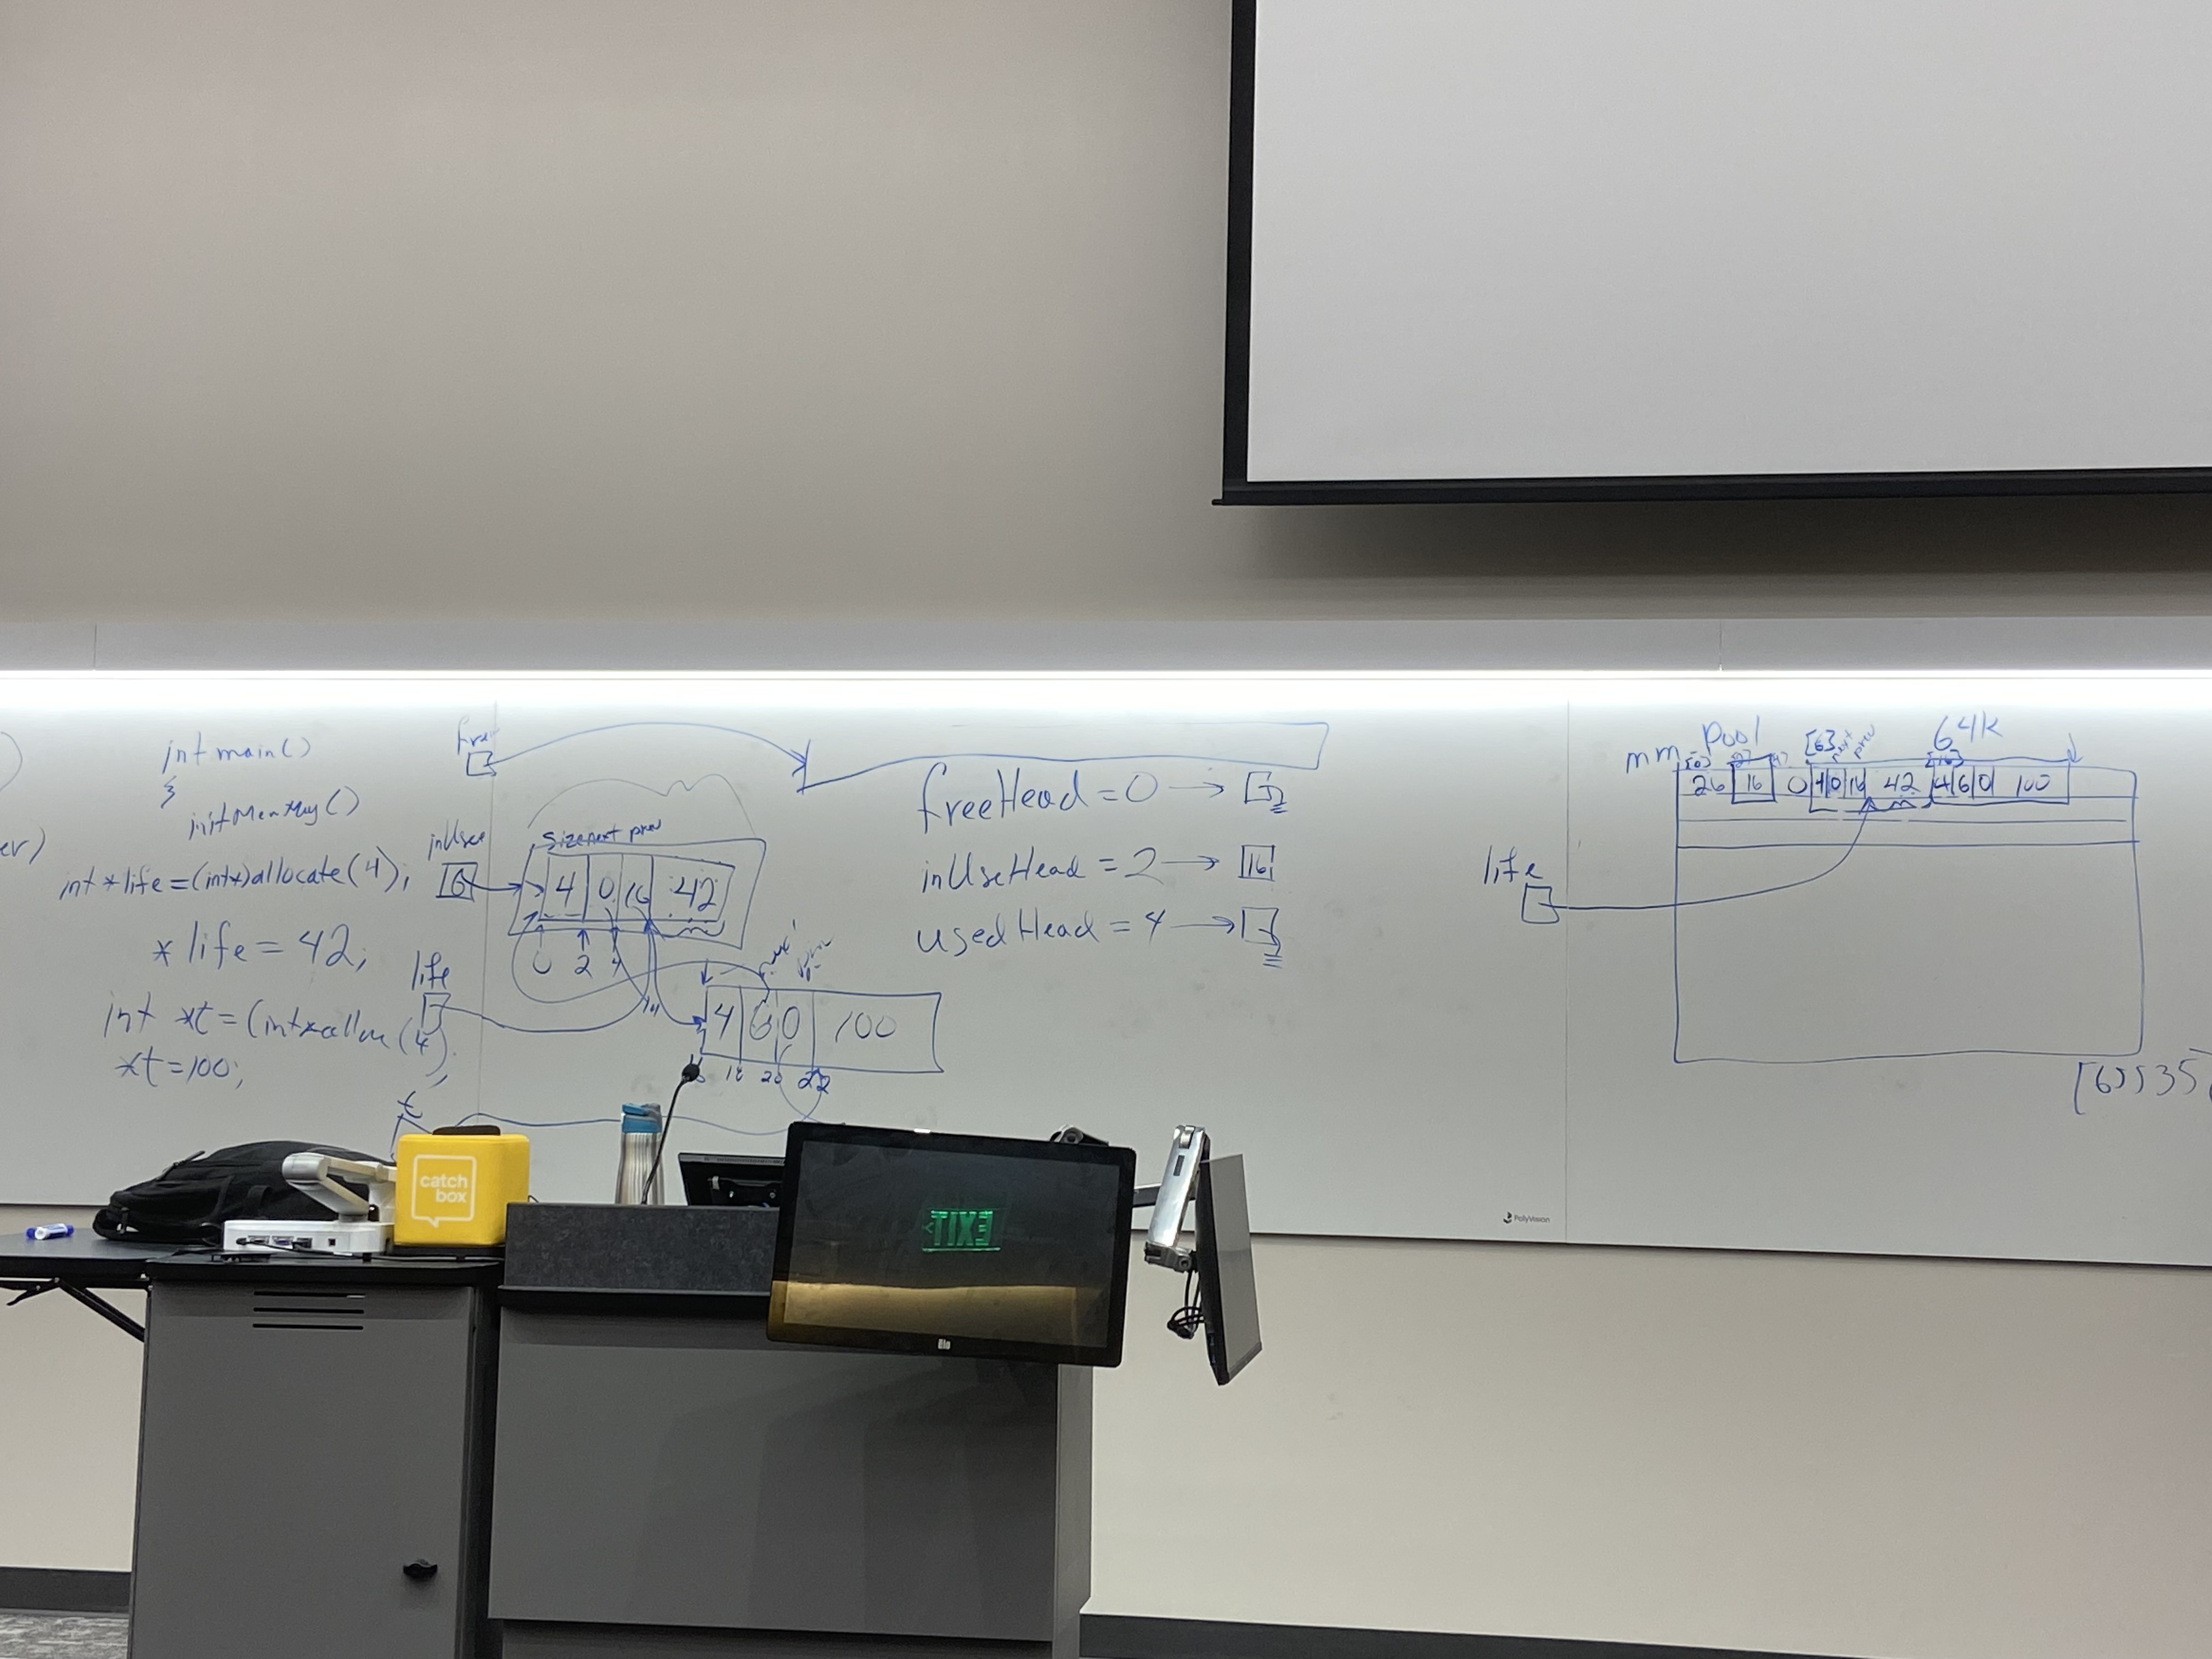 int main()
{
initMemMgr()
er)
int *life = (int*)allocate(4);
* life = 42;
int *t = (int*alloc(4)
;
*t = 100;
t
free
inUse
6
size next prev
4 0 16 42
0 2 4
life
next prev
4 6 0 100
18 20 22
freeHead = 0 →
inUseHead = 2 → 16
usedHead = 4 →
life
mm pool 64k
[0] [2] [4] [6] next prev [16]
26 16 0 4 0 16 42 4 6 0 100
[65535]
PolyVision
catch box
EXIT
elo